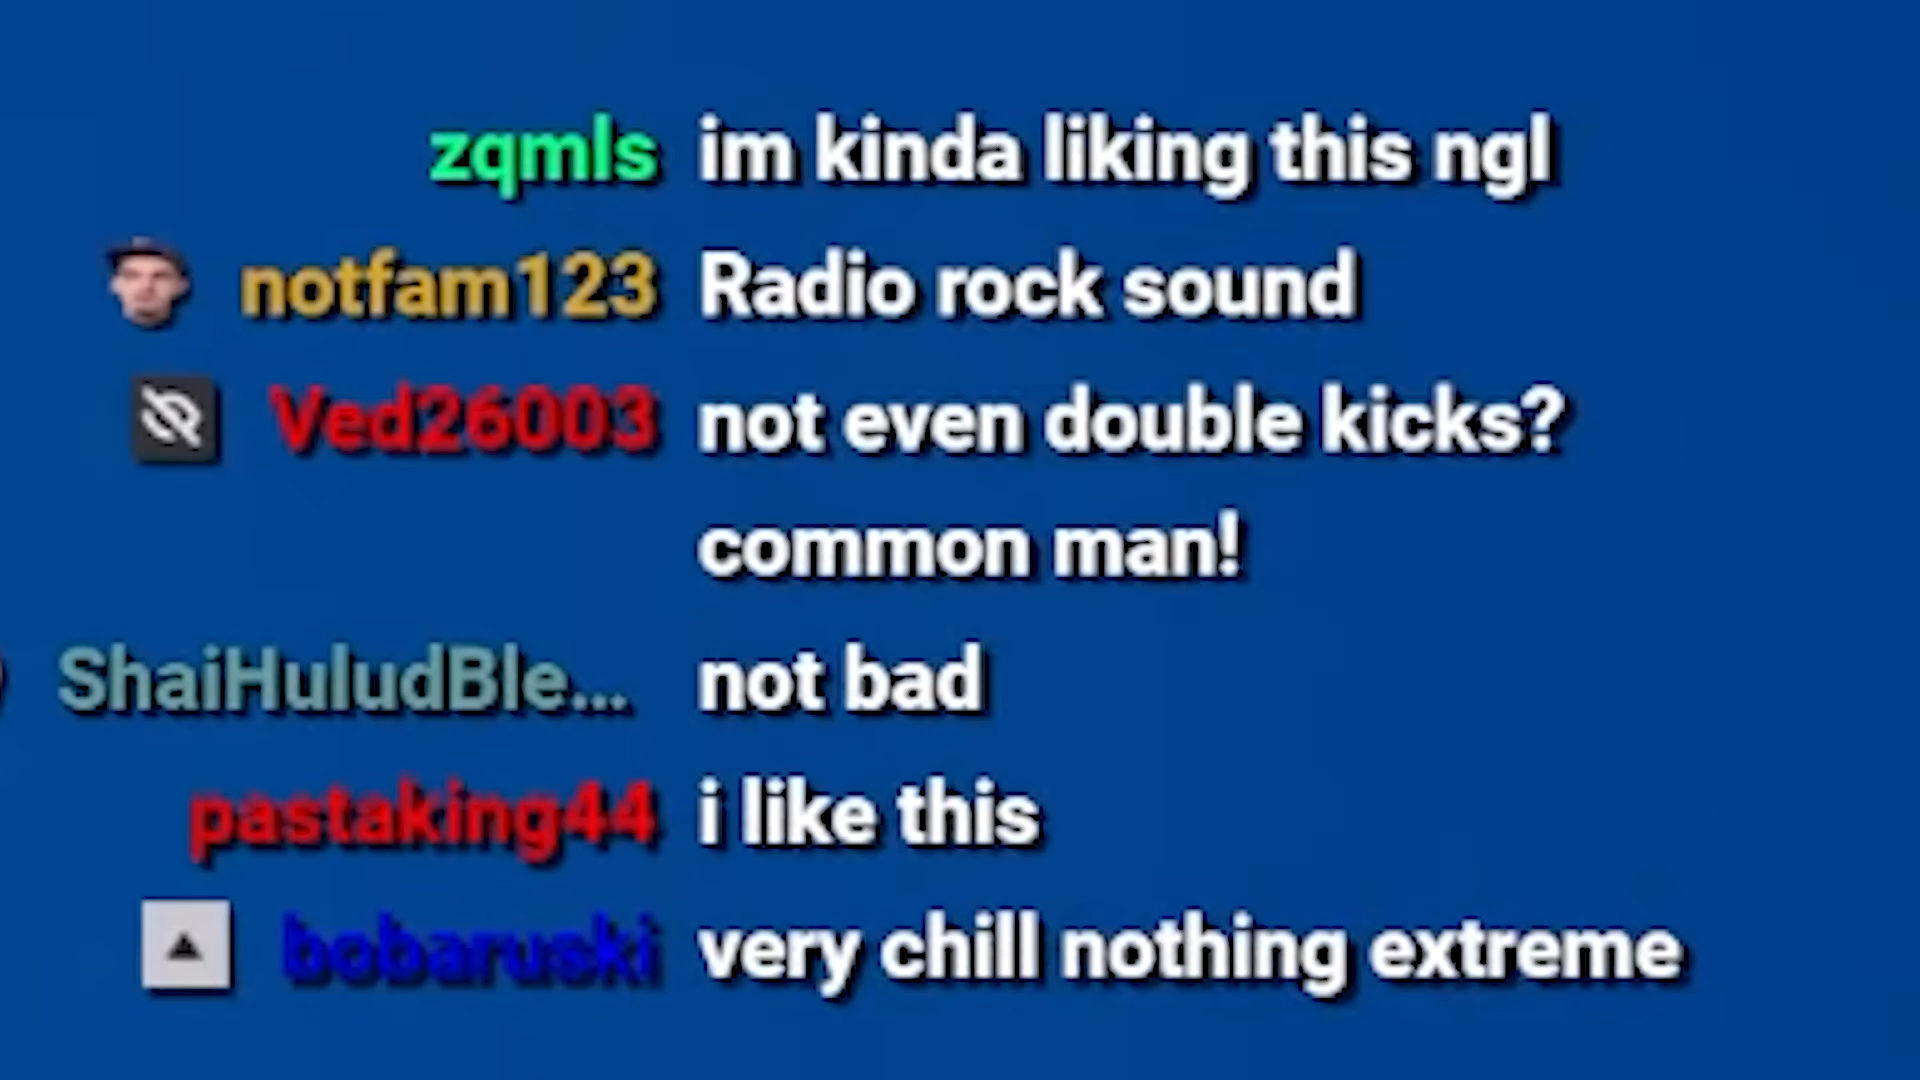 zqmls im kinda liking this ngl
notfam123 Radio rock sound
Ved26003 not even double kicks?
common man!
ShaiHuludBle... not bad
pastaking44 i like this
bobaruski very chill nothing extreme